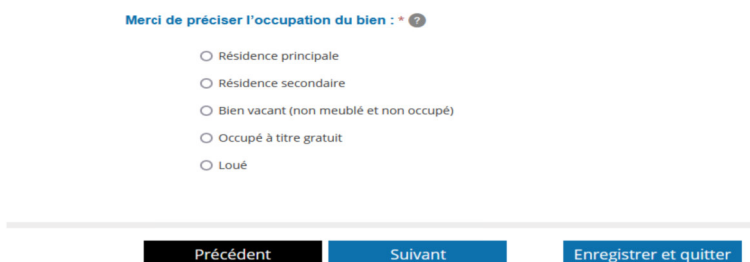 Merci de préciser l'occupation du bien : * ?
Résidence principale
Résidence secondaire
Bien vacant (non meublé et non occupé)
Occupé à titre gratuit
Loué
Précédent Suivant Enregistrer et quitter